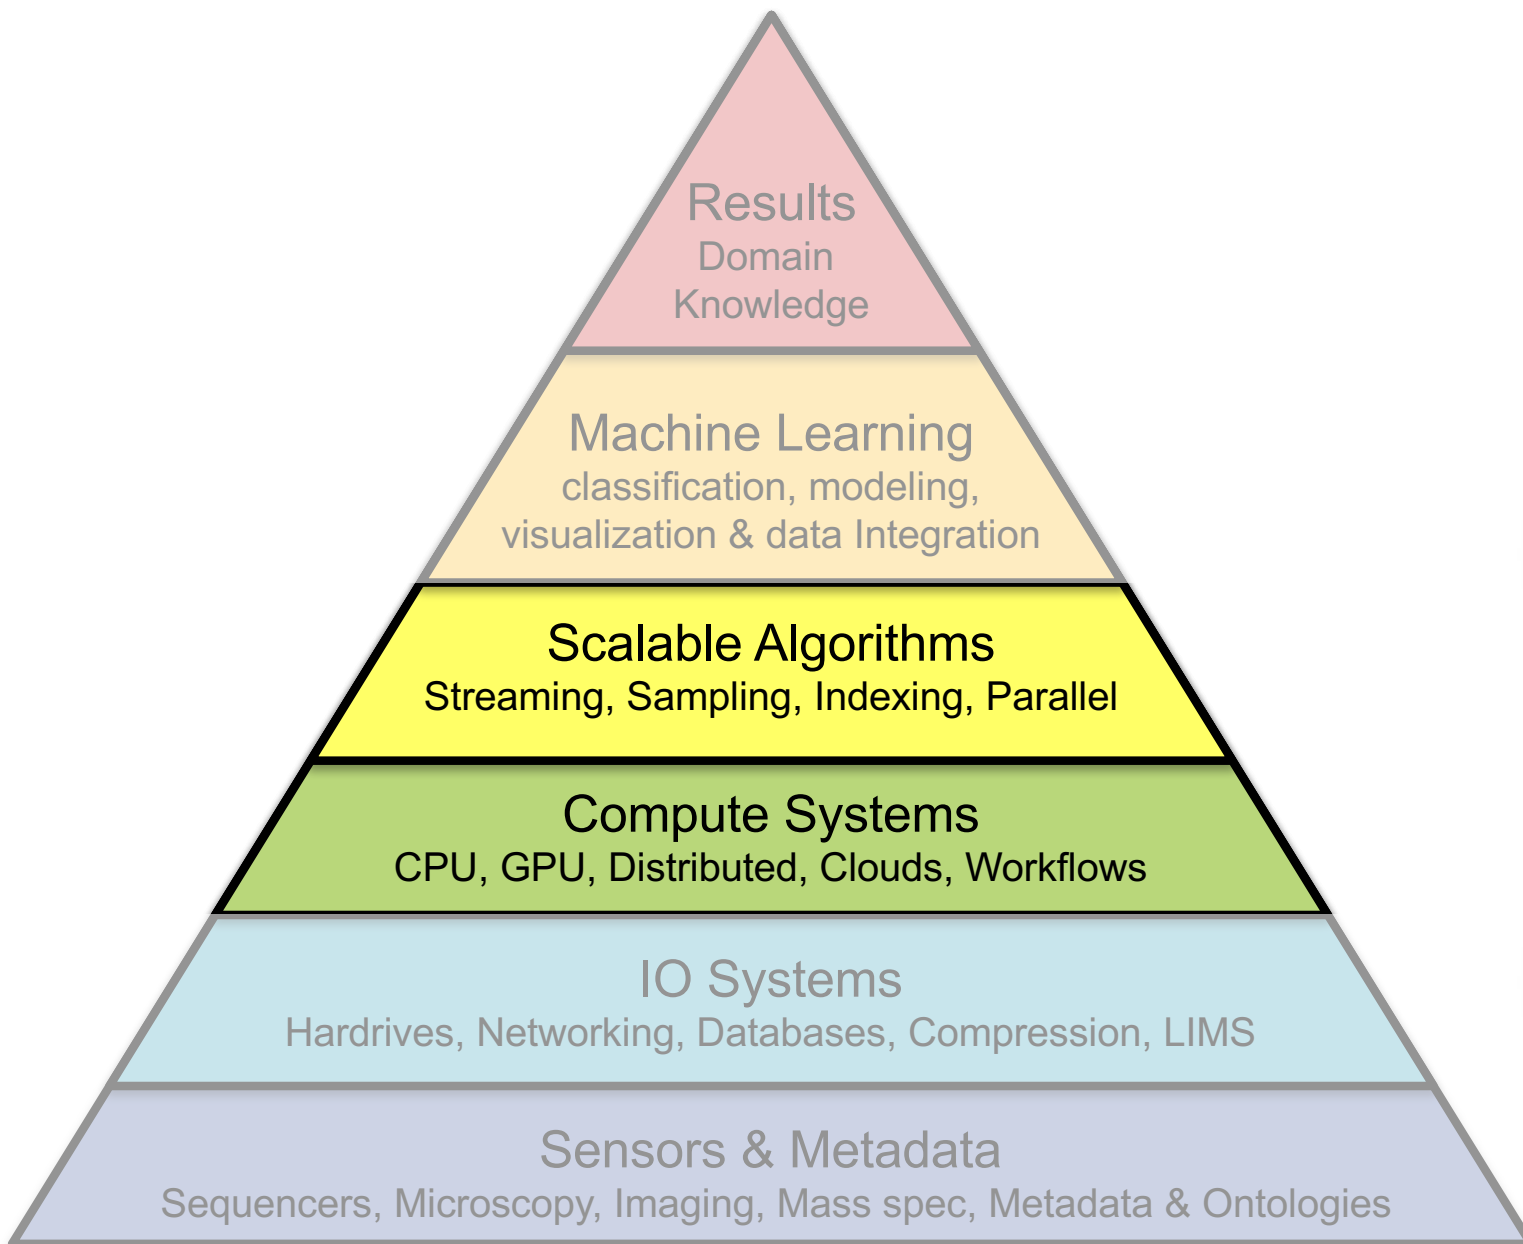 Results
Domain
Knowledge
Machine Learning
classification, modeling,
visualization & data Integration
Scalable Algorithms
Streaming, Sampling, Indexing, Parallel
Compute Systems
CPU, GPU, Distributed, Clouds, Workflows
IO Systems
Hardrives, Networking, Databases, Compression, LIMS
Sensors & Metadata
Sequencers, Microscopy, Imaging, Mass spec, Metadata & Ontologies